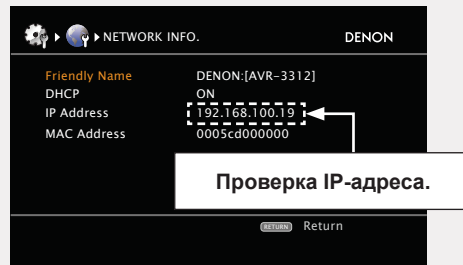 NETWORK INFO. DENON
Friendly Name DENON:[AVR-3312]
DHCP ON
IP Address 192.168.100.19
MAC Address 0005cd000000
Проверка IP-адреса.
RETURN Return